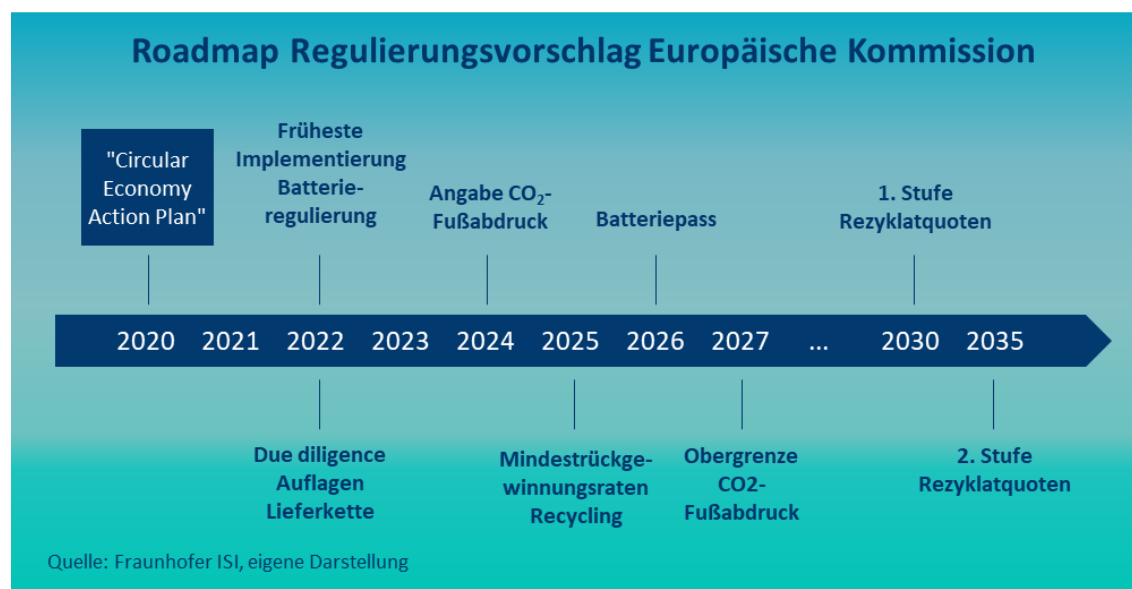 Roadmap Regulierungsvorschlag Europäische Kommission
"Circular
Economy
Action Plan"
Früheste
Implementierung
Batterie-
regulierung
Angabe CO₂-
Fußabdruck
Batteriepass
1. Stufe
Rezyklatquoten
2020 2021 2022 2023 2024 2025 2026 2027 ... 2030 2035
Due diligence
Auflagen
Lieferkette
Mindestrückge-
winnungsraten
Recycling
Obergrenze
CO2-
Fußabdruck
2. Stufe
Rezyklatquoten
Quelle: Fraunhofer ISI, eigene Darstellung